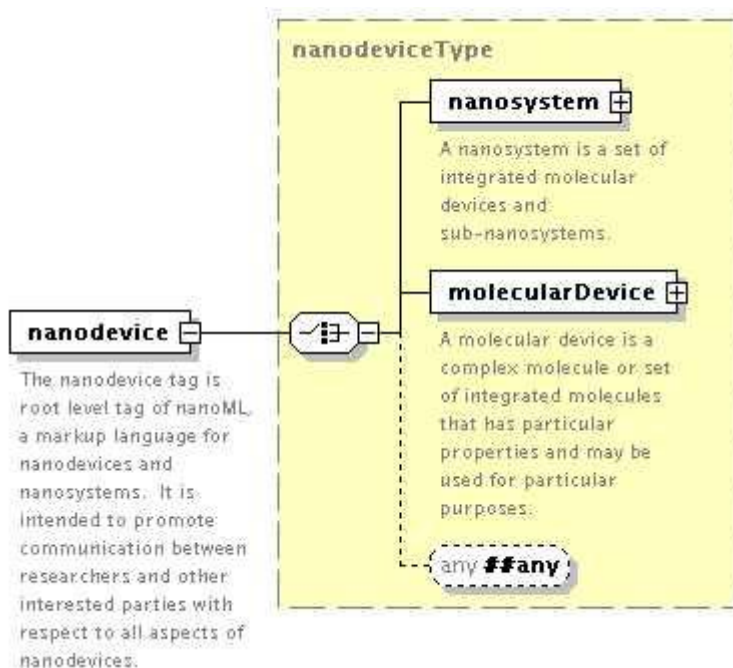 nanodeviceType
nanosystem
A nanosystem is a set of
integrated molecular
devices and
sub-nanosystems.
molecularDevice
A molecular device is a
complex molecule or set
of integrated molecules
that has particular
properties and may be
used for particular
purposes.
any ##any
nanodevice
The nanodevice tag is
root level tag of nanoML,
a markup language for
nanodevices and
nanosystems. It is
intended to promote
communication between
researchers and other
interested parties with
respect to all aspects of
nanodevices.